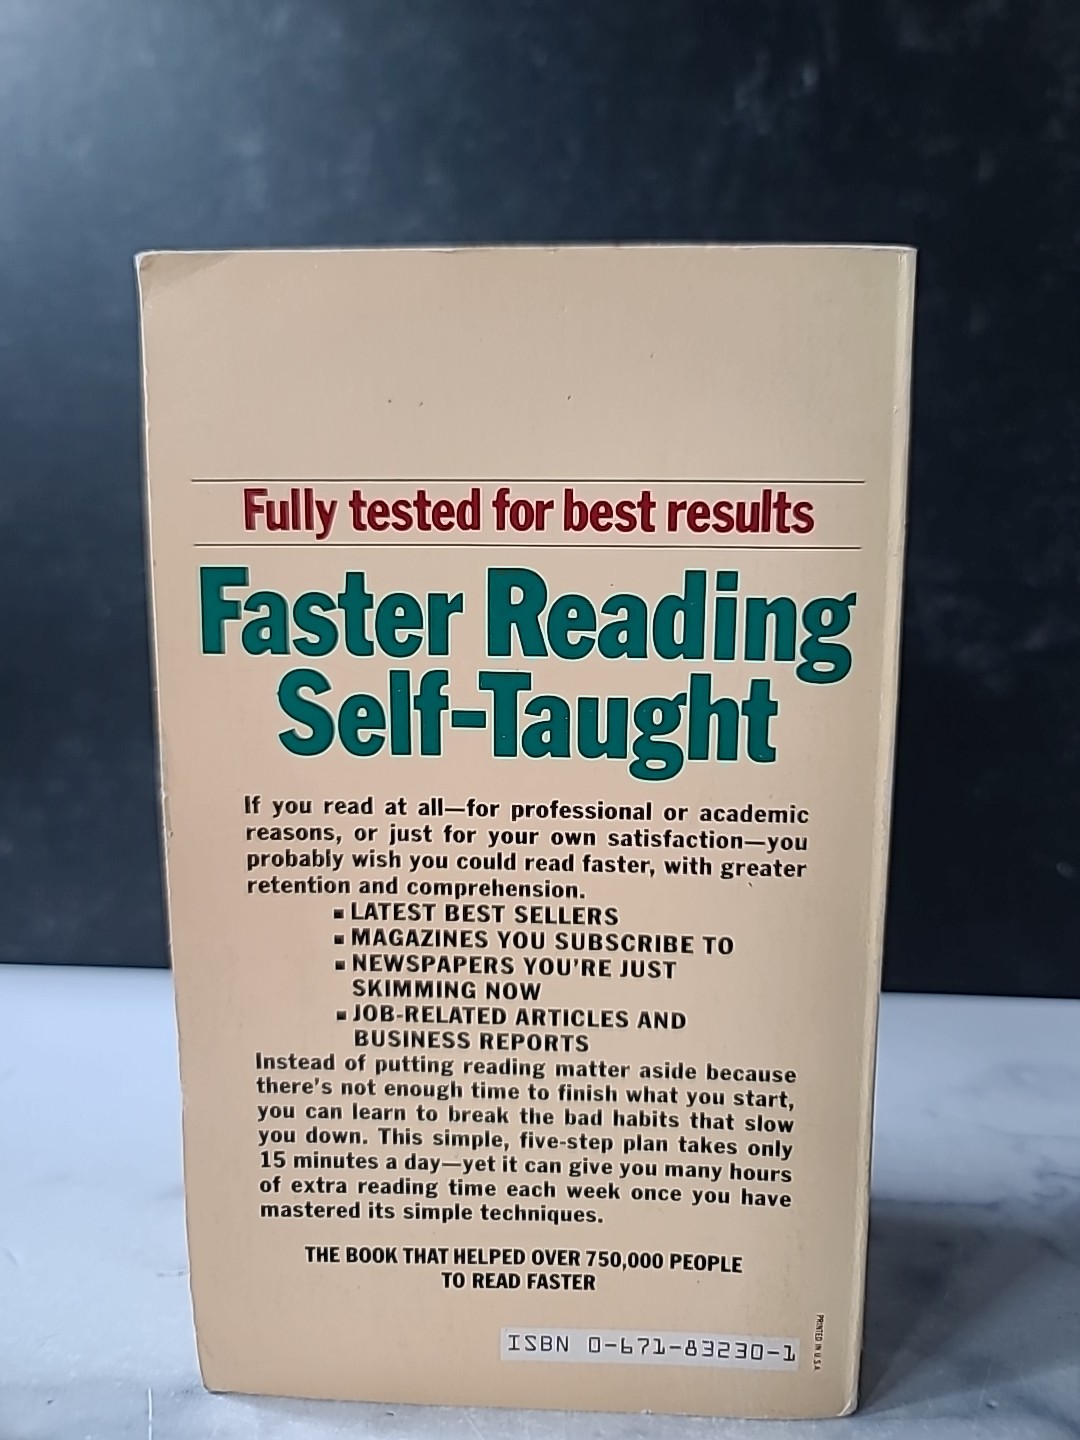 Fully tested for best results
Faster Reading
Self-Taught
If you read at all—for professional or academic
reasons, or just for your own satisfaction—you
probably wish you could read faster, with greater
retention and comprehension.
▪ LATEST BEST SELLERS
▪ MAGAZINES YOU SUBSCRIBE TO
▪ NEWSPAPERS YOU'RE JUST
SKIMMING NOW
▪ JOB-RELATED ARTICLES AND
BUSINESS REPORTS
Instead of putting reading matter aside because
there's not enough time to finish what you start,
you can learn to break the bad habits that slow
you down. This simple, five-step plan takes only
15 minutes a day—yet it can give you many hours
of extra reading time each week once you have
mastered its simple techniques.
THE BOOK THAT HELPED OVER 750,000 PEOPLE
TO READ FASTER
ISBN 0-671-83230-1
PRINTED IN U.S.A.